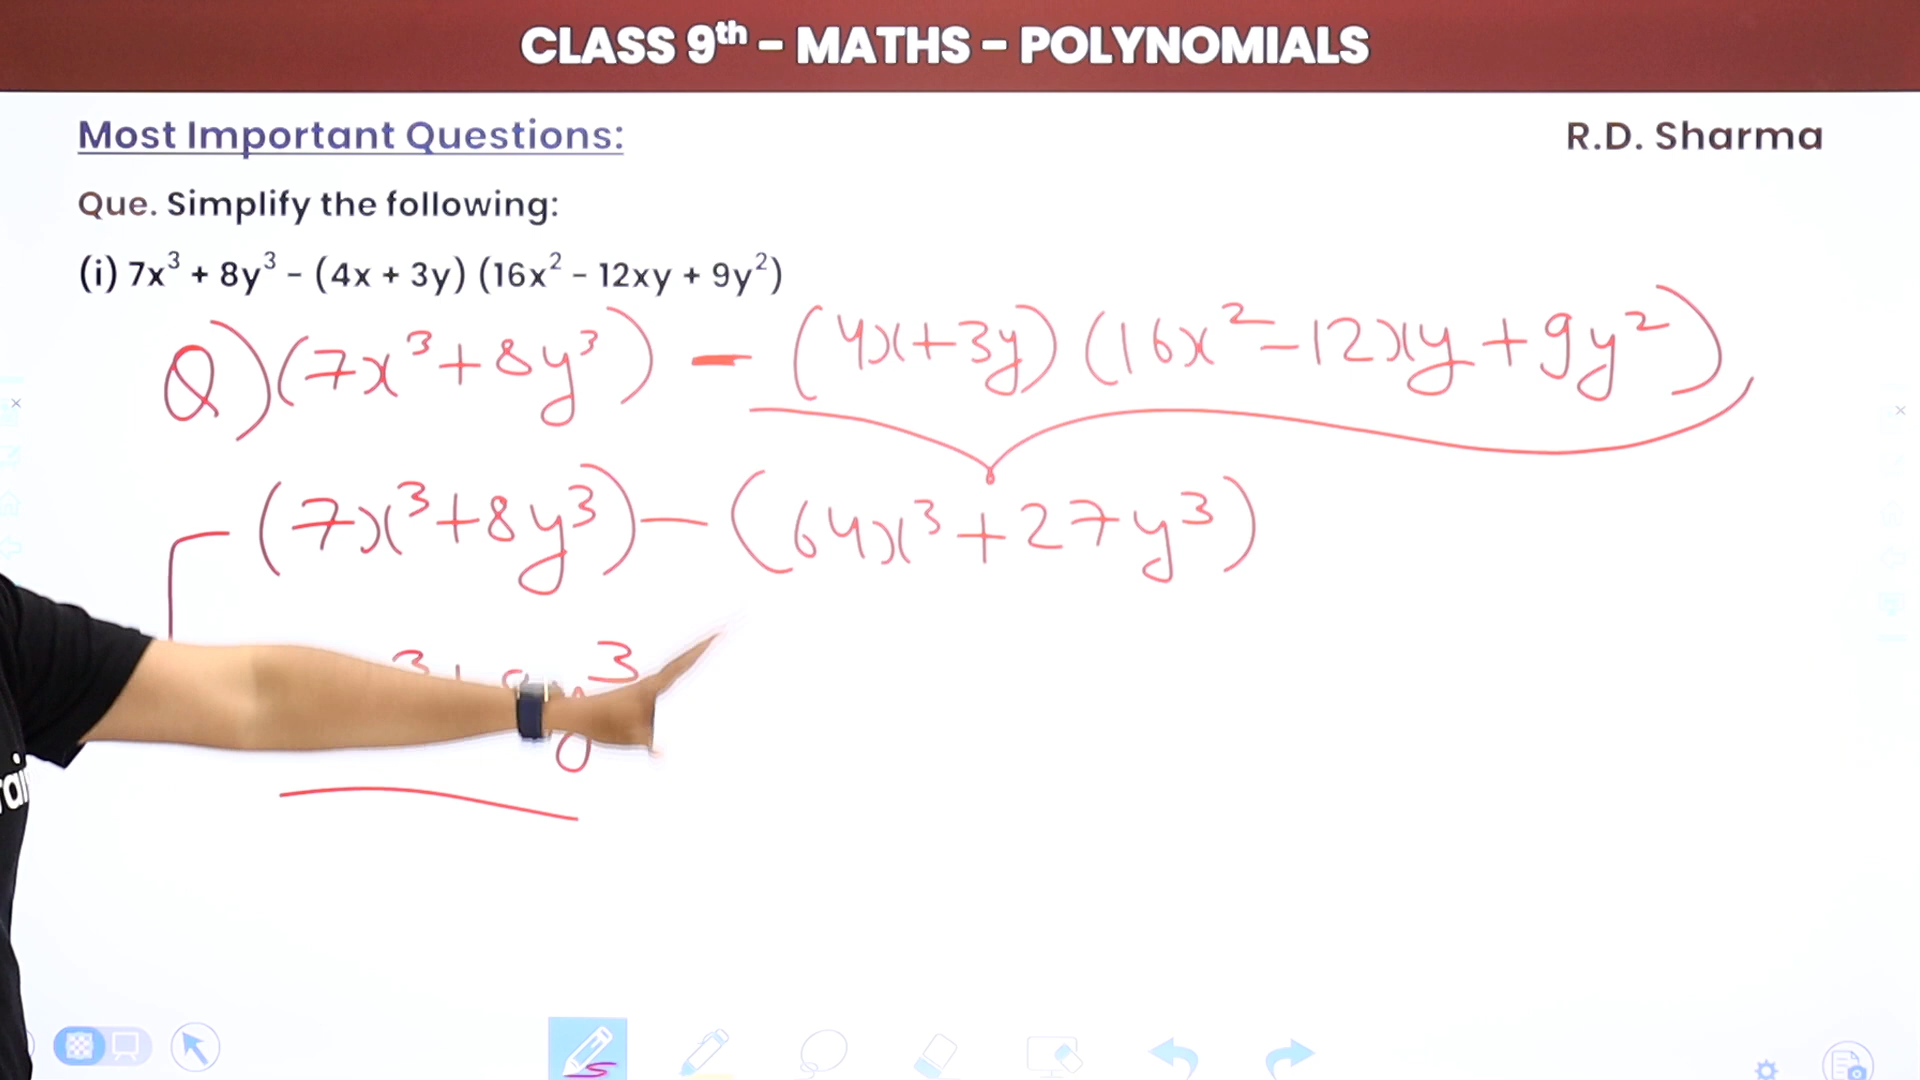 CLASS 9th - MATHS - POLYNOMIALS
Most Important Questions:
R.D. Sharma
Que. Simplify the following:
(i) 7x³ + 8y³ - (4x + 3y) (16x² - 12xy + 9y²)
Q) (7x³+8y³) - (4x+3y) (16x²-12xy+9y²)
(7x³+8y³) - (64x³+27y³)